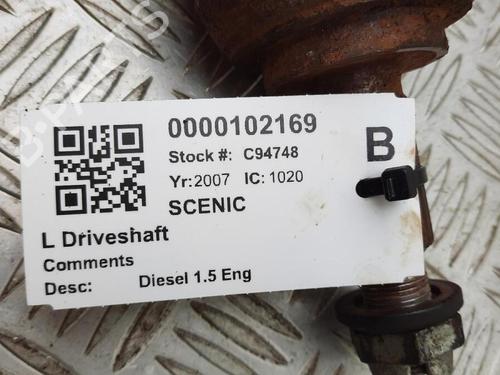 0000102169
Stock #: C94748
B
Yr:2007 IC: 1020
SCENIC
L Driveshaft
Comments
Desc: Diesel 1.5 Eng